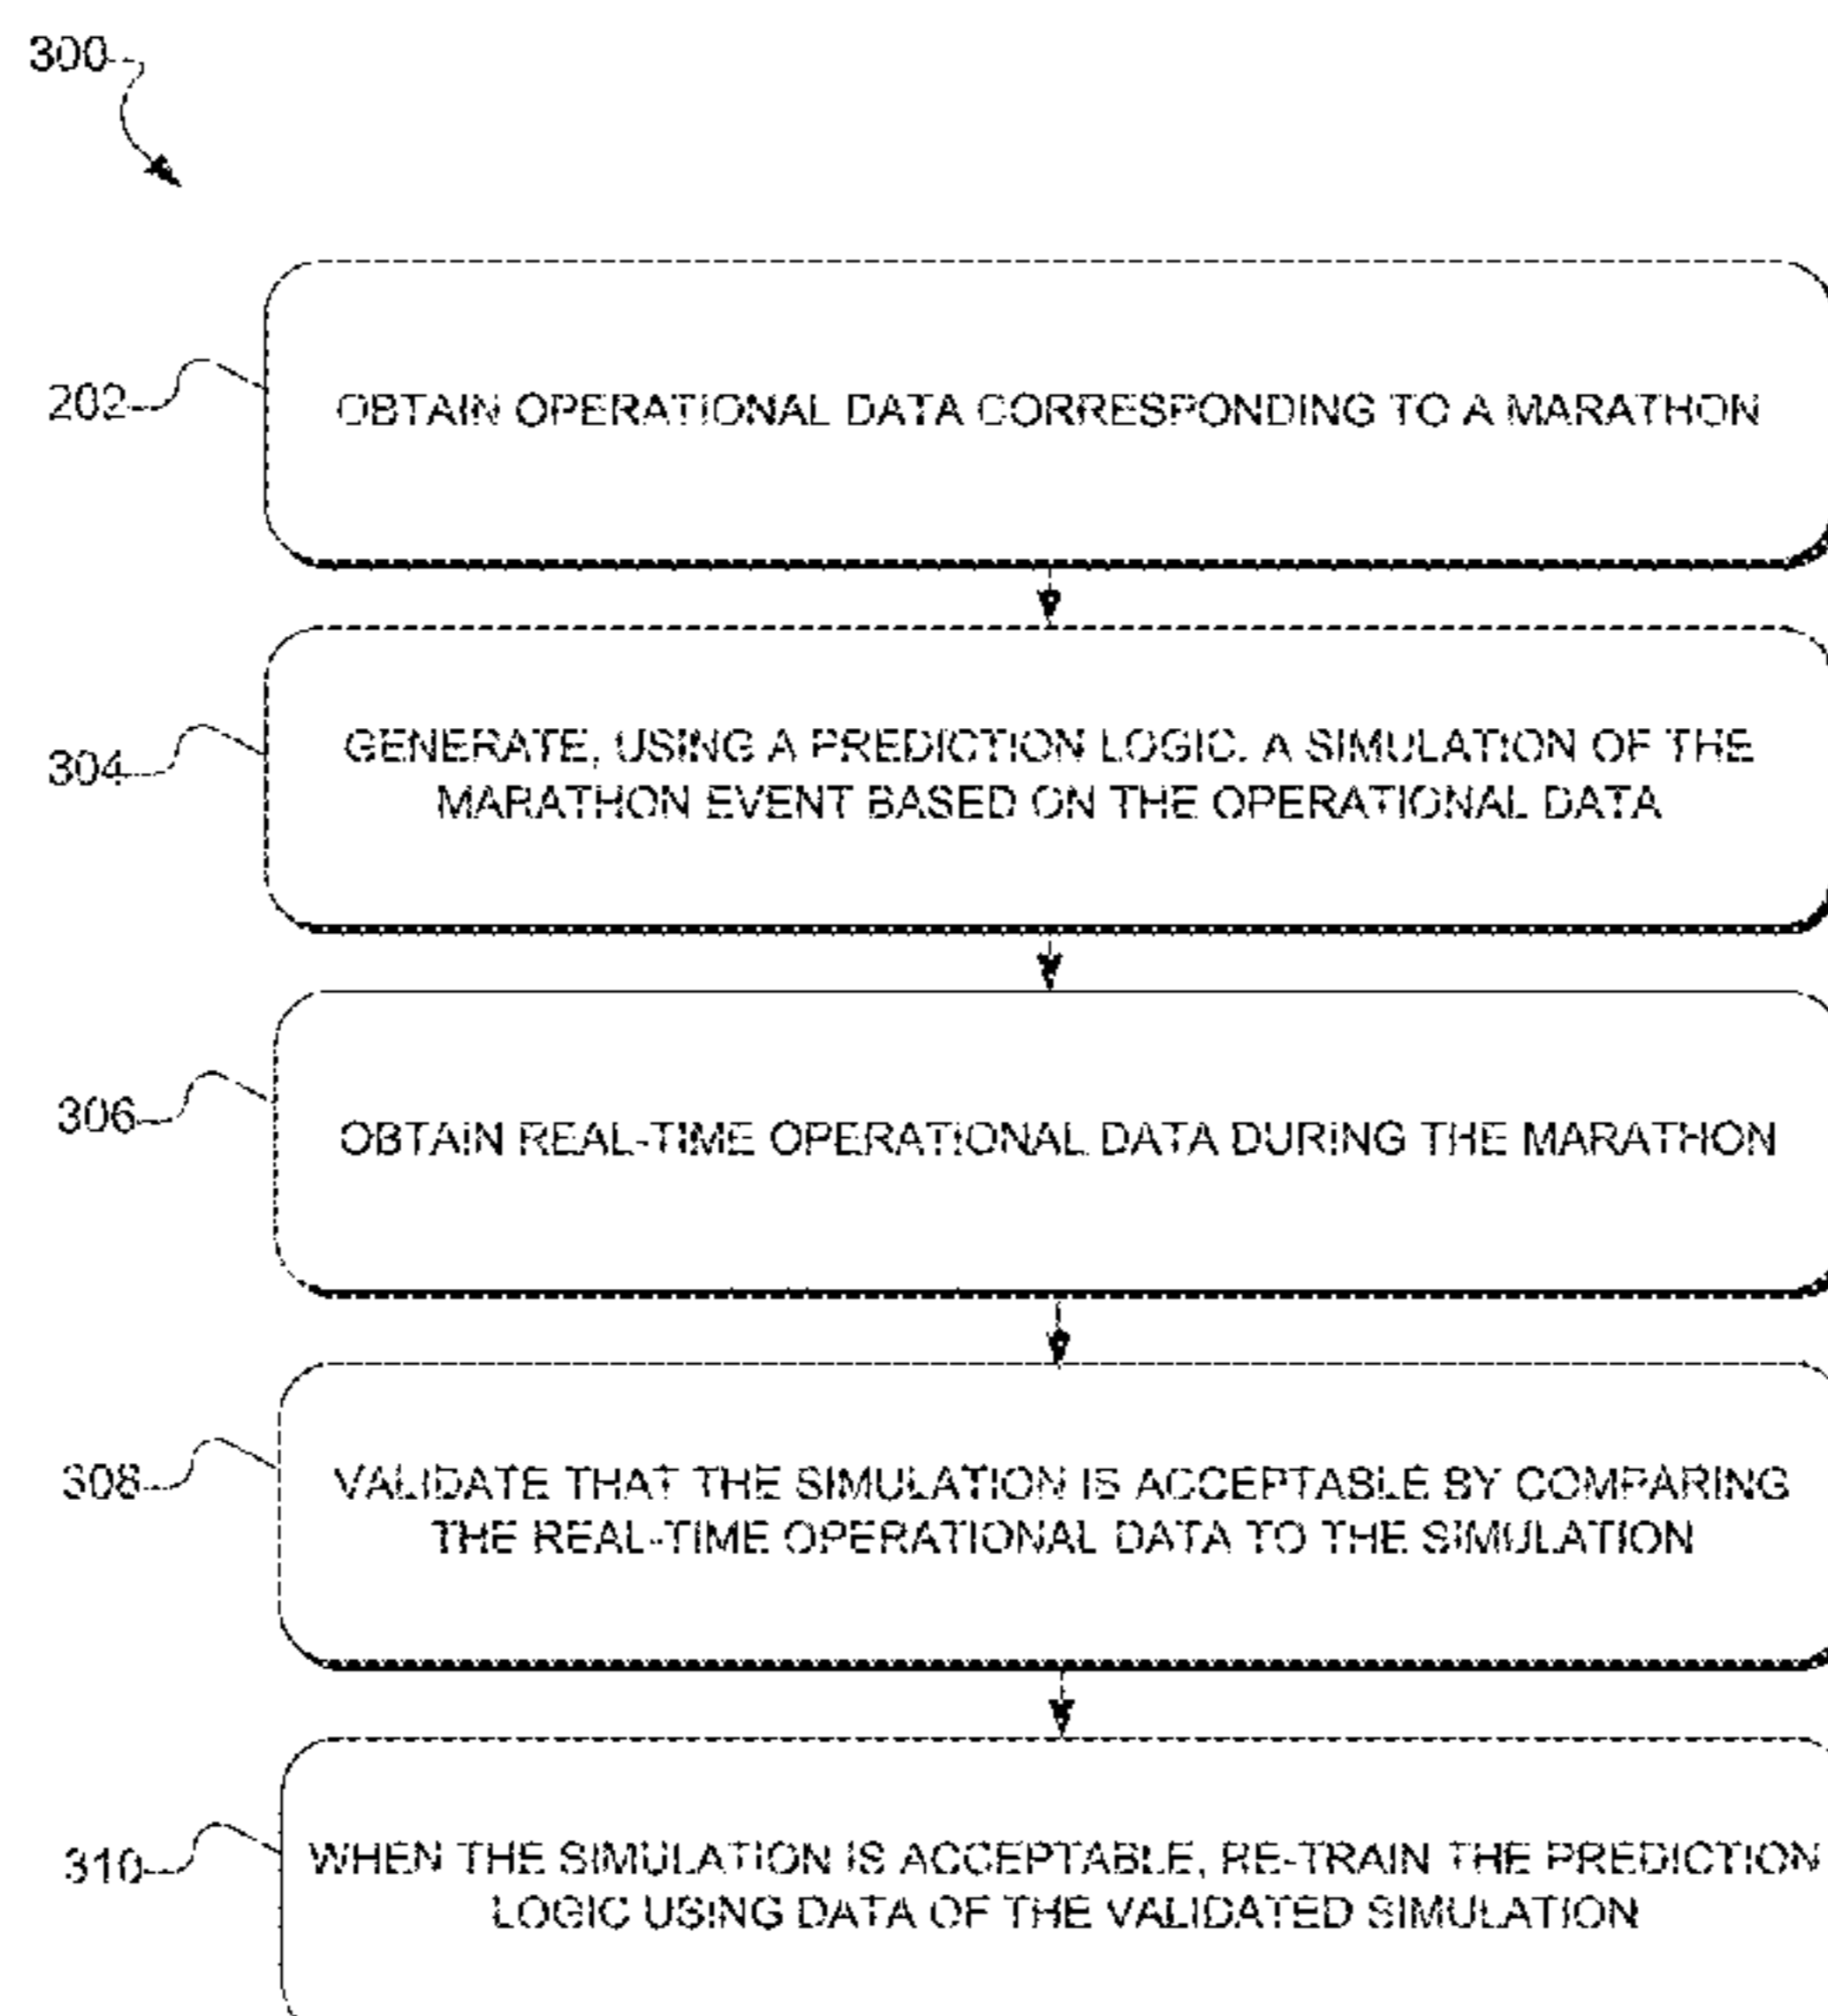 300
202
OBTAIN OPERATIONAL DATA CORRESPONDING TO A MARATHON
304
GENERATE, USING A PREDICTION LOGIC, A SIMULATION OF THE
MARATHON EVENT BASED ON THE OPERATIONAL DATA
306
OBTAIN REAL-TIME OPERATIONAL DATA DURING THE MARATHON
308
VALIDATE THAT THE SIMULATION IS ACCEPTABLE BY COMPARING
THE REAL-TIME OPERATIONAL DATA TO THE SIMULATION
310
WHEN THE SIMULATION IS ACCEPTABLE, RE-TRAIN THE PREDICTION
LOGIC USING DATA OF THE VALIDATED SIMULATION